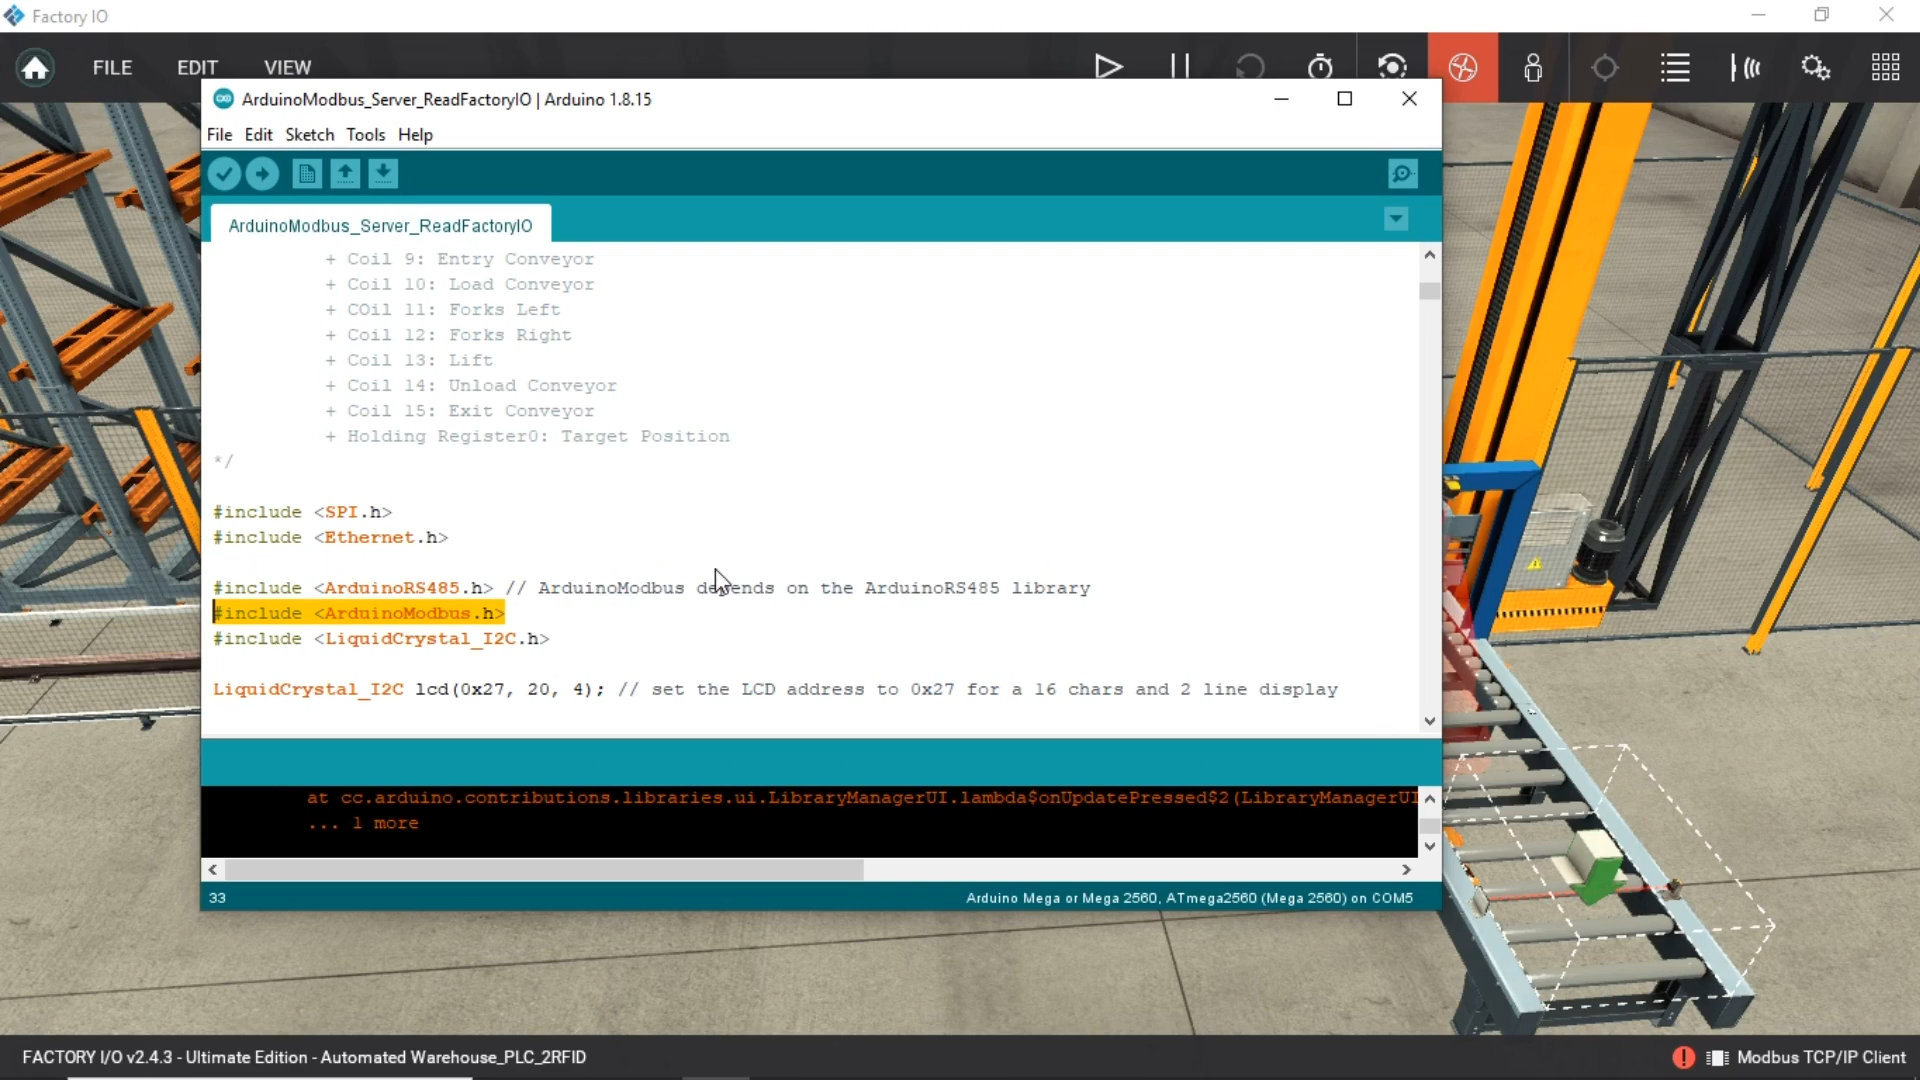 Factory IO
FILE EDIT VIEW
ArduinoModbus_Server_ReadFactoryIO | Arduino 1.8.15
File Edit Sketch Tools Help
ArduinoModbus_Server_ReadFactoryIO
+ Coil 9: Entry Conveyor
+ Coil 10: Load Conveyor
+ COil 11: Forks Left
+ Coil 12: Forks Right
+ Coil 13: Lift
+ Coil 14: Unload Conveyor
+ Coil 15: Exit Conveyor
+ Holding Register0: Target Position
*/
#include <SPI.h>
#include <Ethernet.h>
#include <ArduinoRS485.h> // ArduinoModbus depends on the ArduinoRS485 library
#include <ArduinoModbus.h>
#include <LiquidCrystal_I2C.h>
LiquidCrystal_I2C lcd(0x27, 20, 4); // set the LCD address to 0x27 for a 16 chars and 2 line display
at cc.arduino.contributions.libraries.ui.LibraryManagerUI.lambda$onUpdatePressed$2(LibraryManagerUI
... 1 more
33
Arduino Mega or Mega 2560, ATmega2560 (Mega 2560) on COM5
FACTORY I/O v2.4.3 - Ultimate Edition - Automated Warehouse_PLC_2RFID
Modbus TCP/IP Client